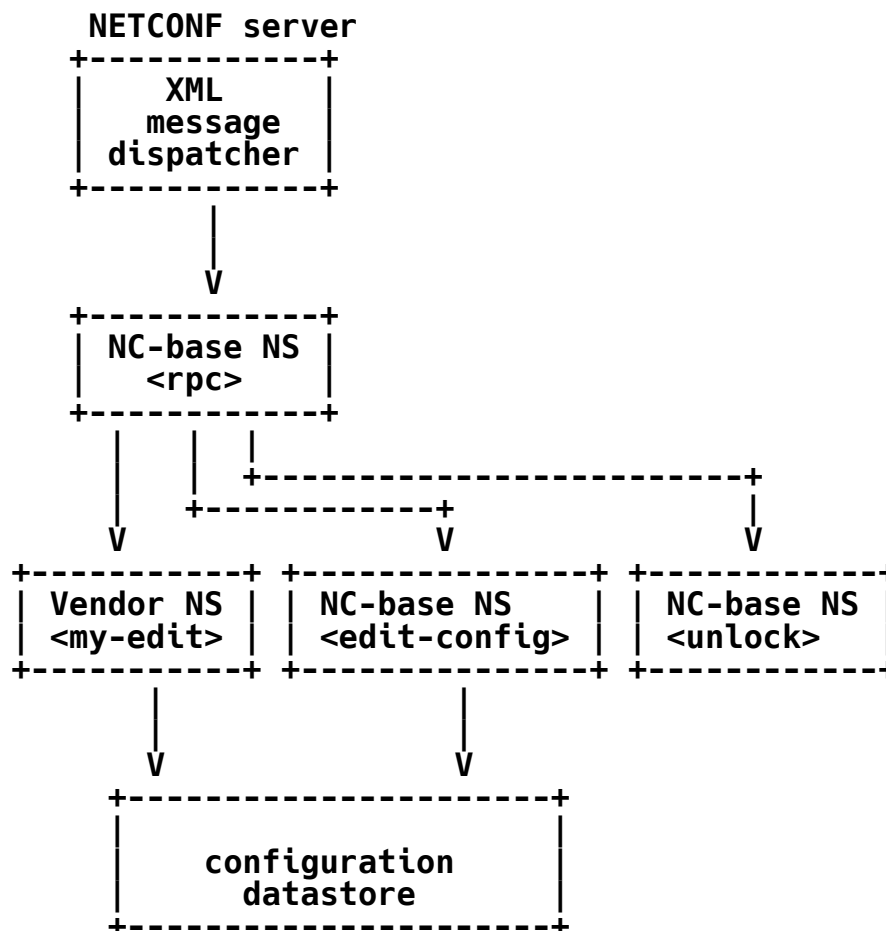 NETCONF server
+------------+
|    XML     |
|   message  |
| dispatcher |
+------------+
       |
       |
       V
+------------+
| NC-base NS |
|   <rpc>    |
+------------+
  |   |  |
  |   |  +-------------------------+
  |   +------------+               |
  V                V               V
+-----------+ +---------------+ +------------+
| Vendor NS | | NC-base NS    | | NC-base NS |
| <my-edit> | | <edit-config> | | <unlock>   |
+-----------+ +---------------+ +------------+
       |               |
       |               |
       V               V
     +----------------------+
     |                      |
     |    configuration     |
     |      datastore       |
     +----------------------+